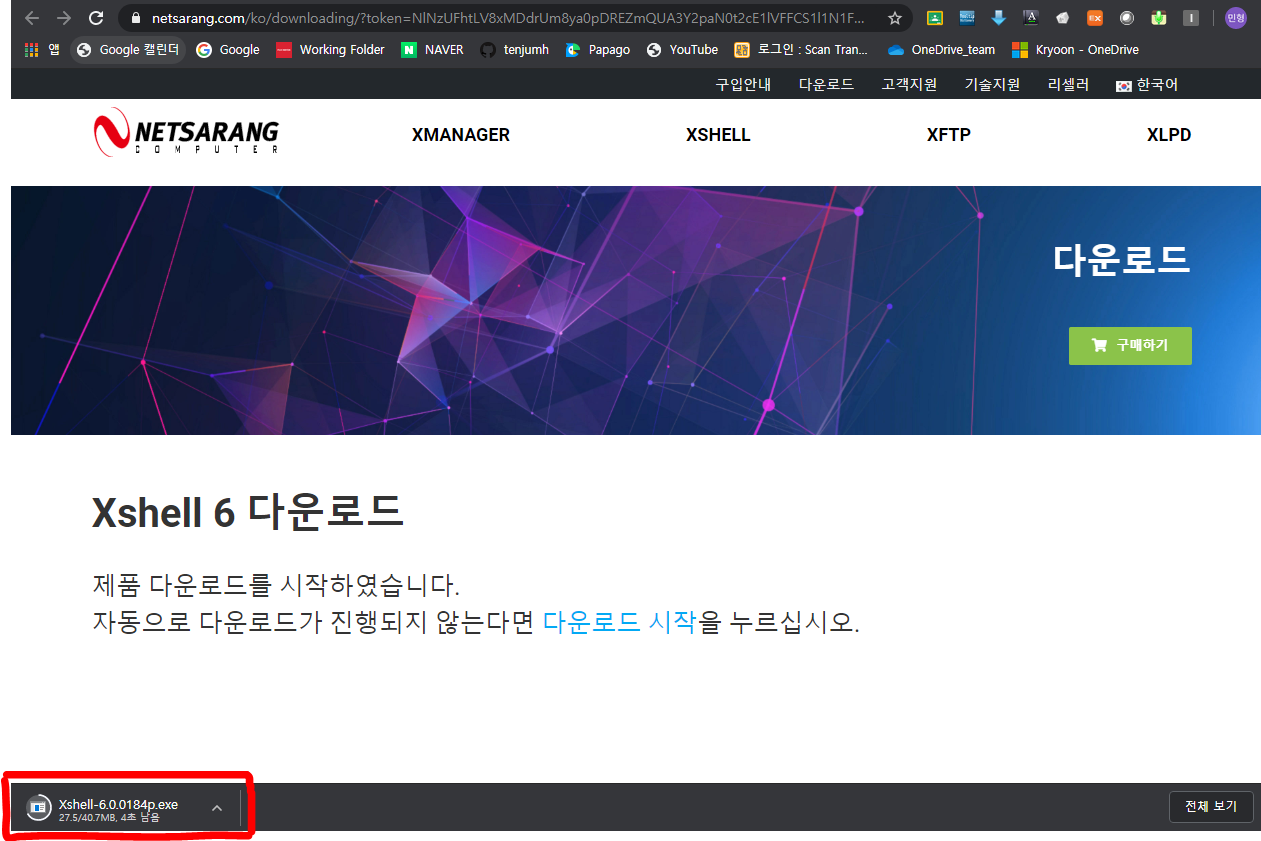 netsarang.com/ko/downloading/?token=NlNzUFhtLV8xMDdrUm8ya0pDREZmQUA3Y2paN0t2cE1lVFFCS1l1N1F...
EX
인형
앱 Google 캘린더 Google Working Folder NAVER tenjumh Papago YouTube 로그인 : Scan Tran... OneDrive_team Kryoon - OneDrive
구입안내 다운로드 고객지원 기술지원 리셀러 한국어
NETSARANG
COMPUTER
XMANAGER XSHELL XFTP XLPD
다운로드
구매하기
Xshell 6 다운로드
제품 다운로드를 시작하였습니다.
자동으로 다운로드가 진행되지 않는다면 다운로드 시작을 누르십시오.
Xshell-6.0.0184p.exe
27.5/40.7MB, 4초 남음
전체 보기